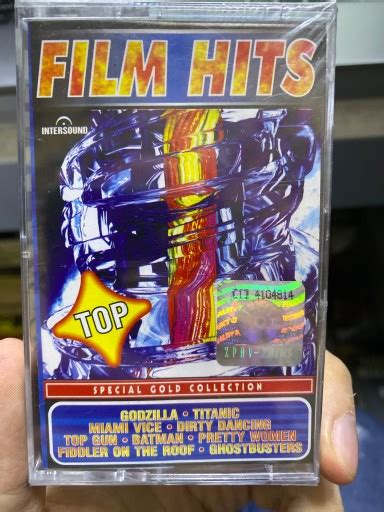 FILM HITS
INTERSOUND
TOP
4104814
SPECIAL GOLD COLLECTION
GODZILLA • TITANIC
MIAMI VICE • DIRTY DANCING
TOP GUN • BATMAN • PRETTY WOMEN
FIDDLER ON THE ROOF • GHOSTBUSTERS